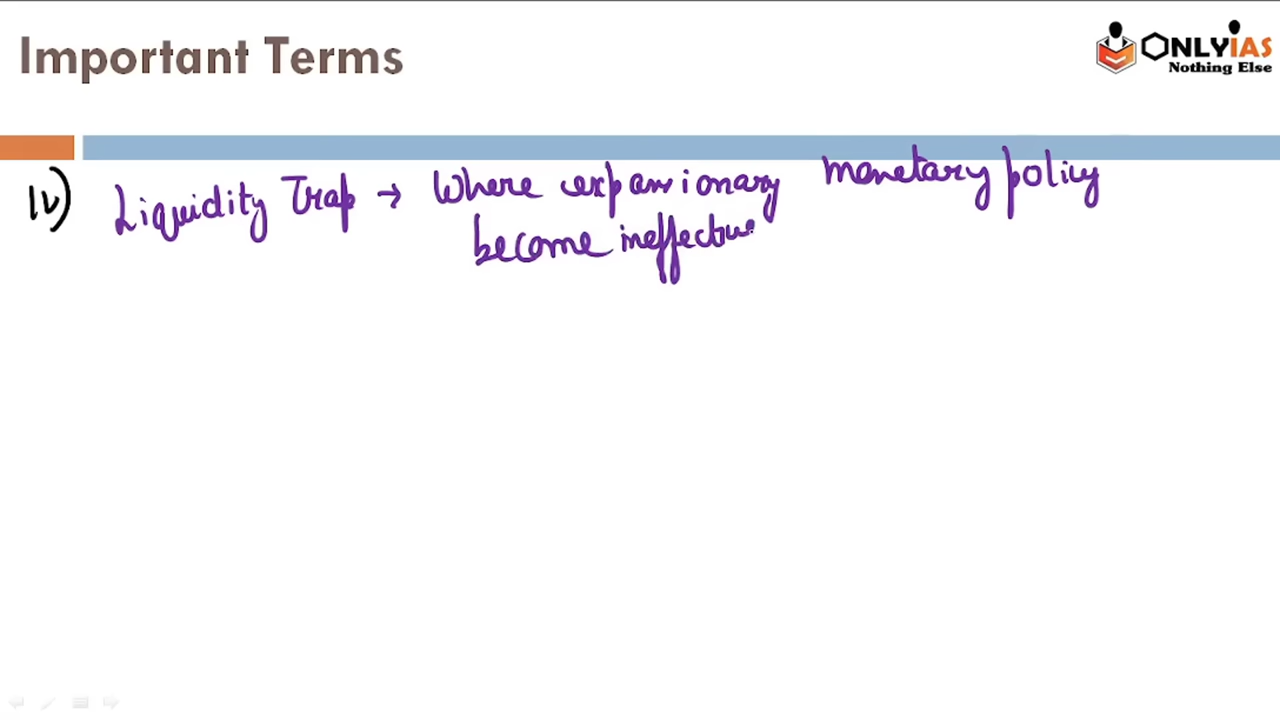 Important Terms
ONLYIAS
Nothing Else
iv) Liquidity Trap → Where expansionary monetary policy
become ineffective